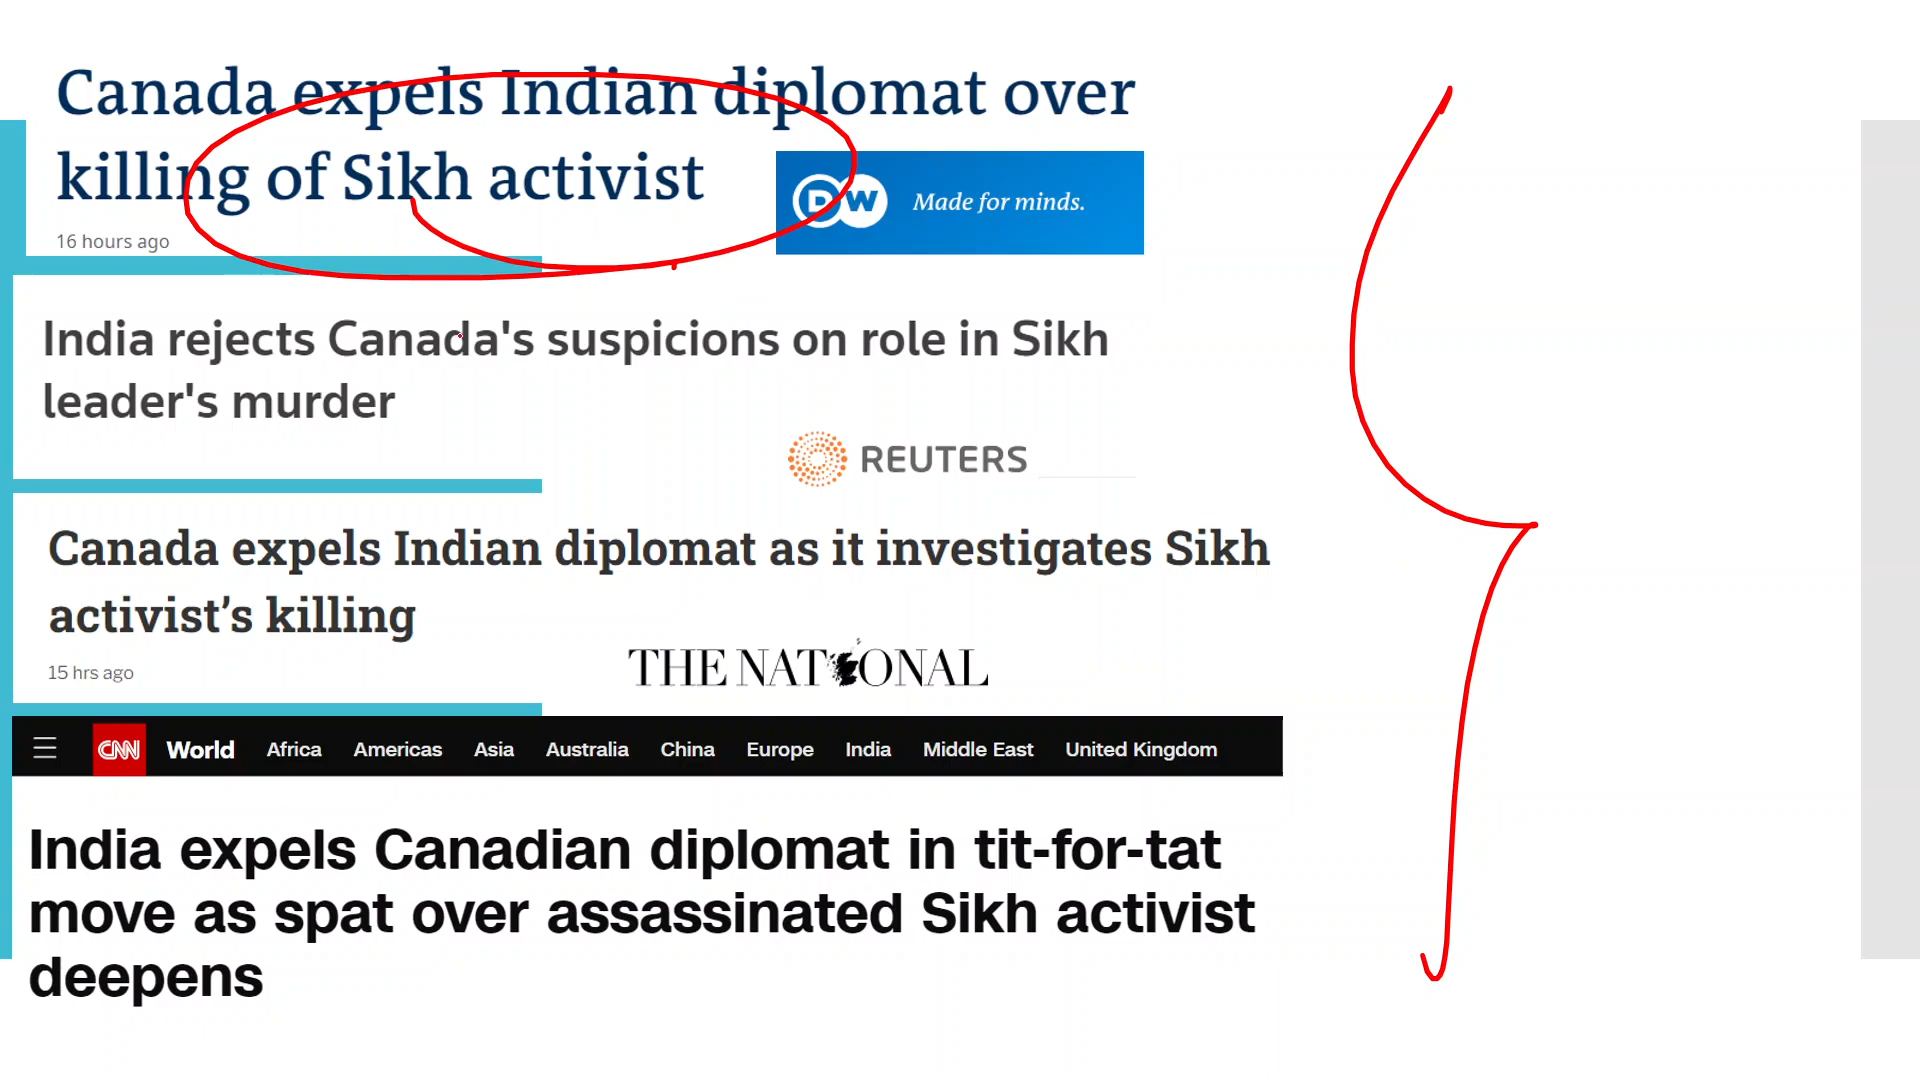 Canada expels Indian diplomat over
killing of Sikh activist
16 hours ago
DW Made for minds.
India rejects Canada's suspicions on role in Sikh
leader's murder
REUTERS
Canada expels Indian diplomat as it investigates Sikh
activist’s killing
15 hrs ago
THE NATIONAL
CNN World Africa Americas Asia Australia China Europe India Middle East United Kingdom
India expels Canadian diplomat in tit-for-tat
move as spat over assassinated Sikh activist
deepens